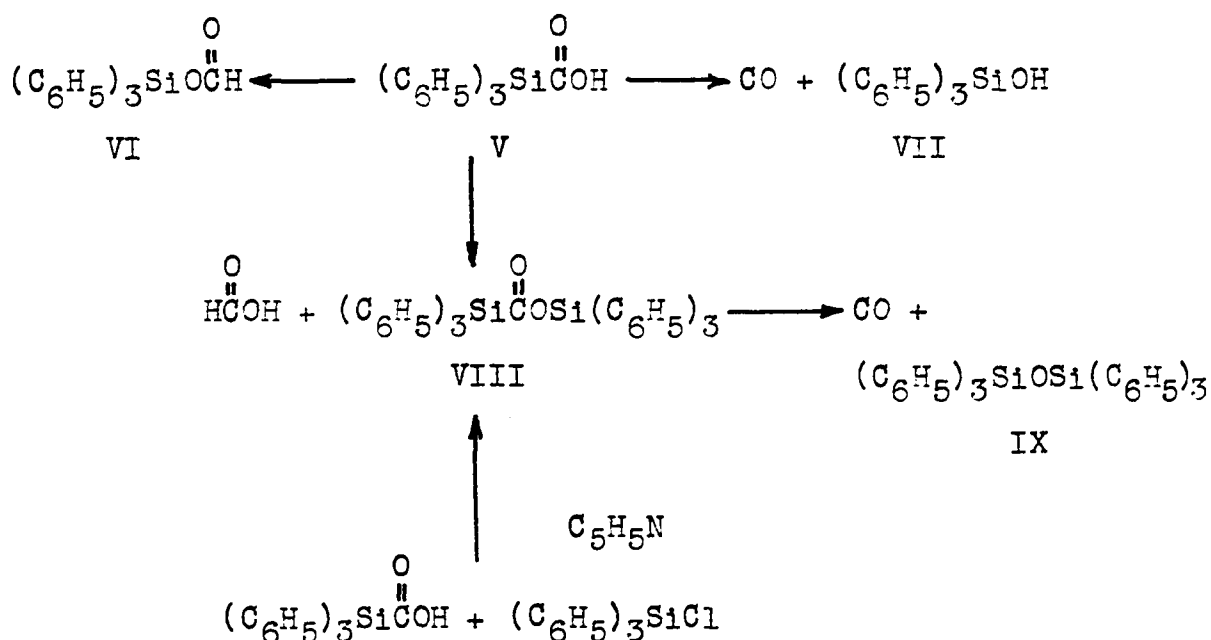 O O
(C6H5)3SiOCH (C6H5)3SiCOH CO + (C6H5)3SiOH
VI V VII
O O
HCOH + (C6H5)3SiCOSi(C6H5)3 CO +
VIII (C6H5)3SiOSi(C6H5)3
IX
C5H5N
O
(C6H5)3SiCOH + (C6H5)3SiCl